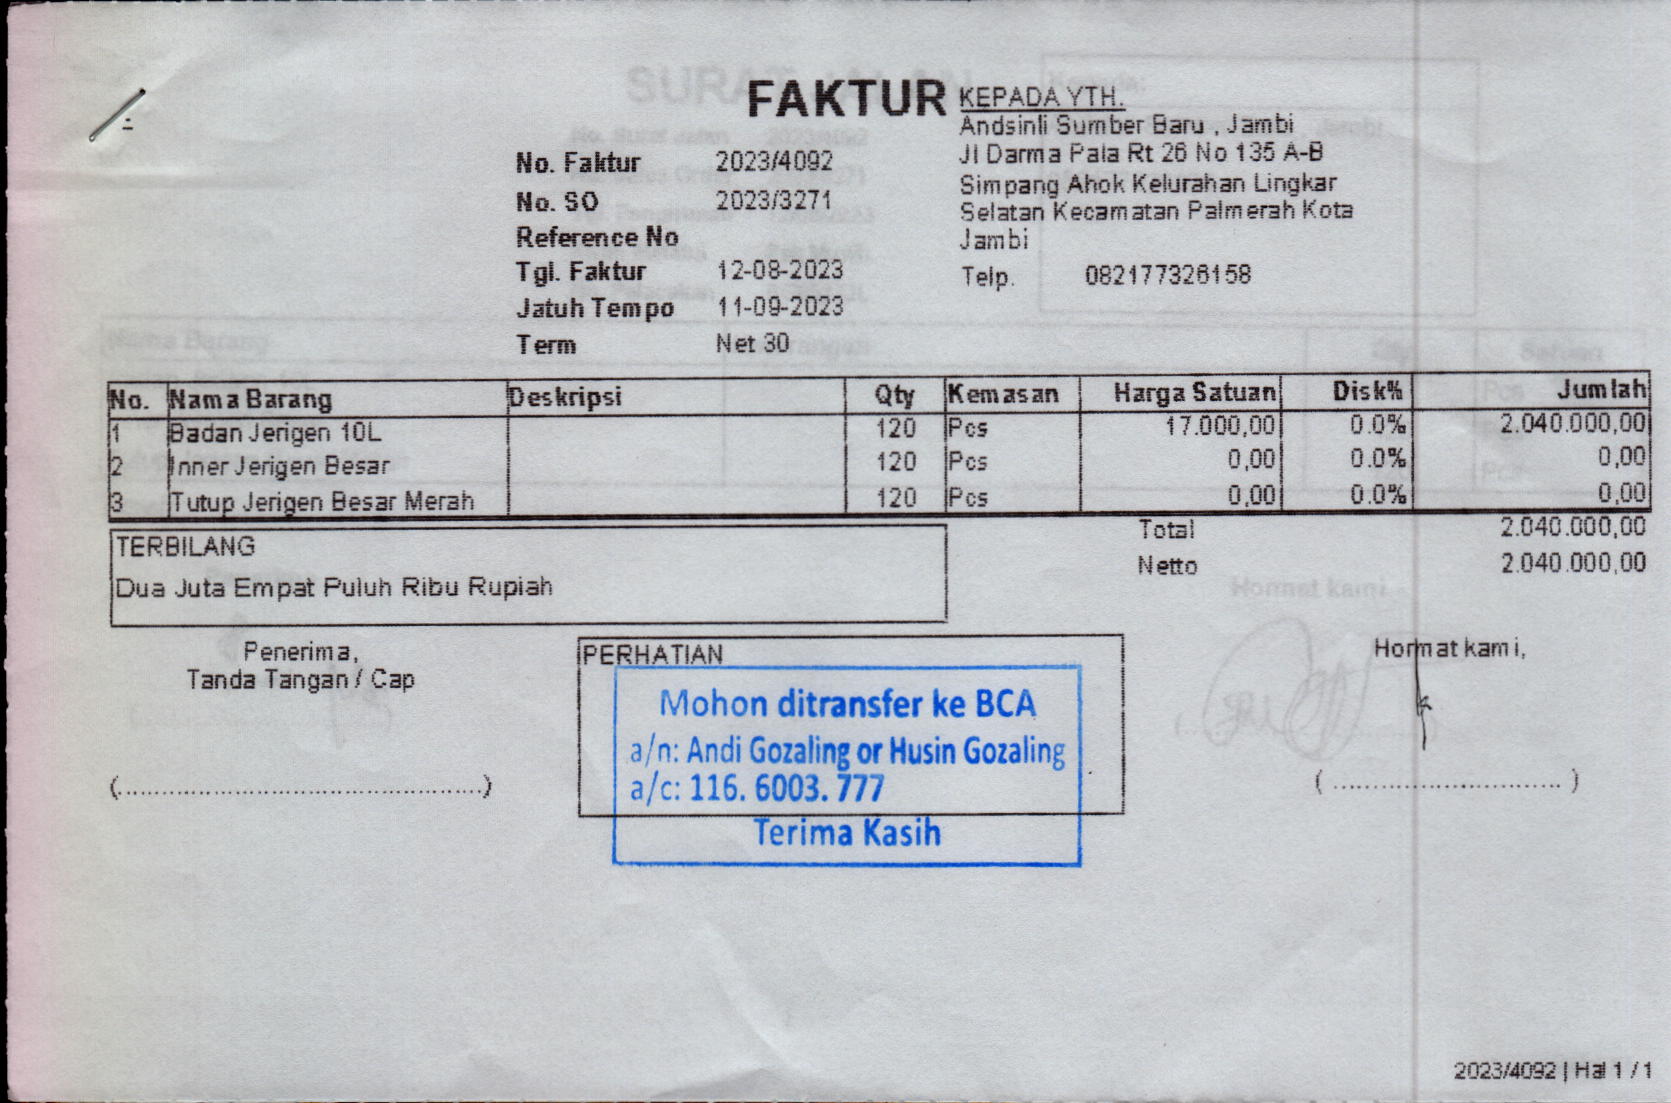 FAKTUR
KEPADA YTH.
Andsinli Sumber Baru , Jambi
Jl Darma Pala Rt 26 No 135 A-B
Simpang Ahok Kelurahan Lingkar
Selatan Kecamatan Palmerah Kota
Jambi
Telp. 082177326158
No. Faktur 2023/4092
No. SO 2023/3271
Reference No
Tgl. Faktur 12-08-2023
Jatuh Tempo 11-09-2023
Term Net 30
No. Nama Barang Deskripsi Qty Kemasan Harga Satuan Disk% Jumlah
1 Badan Jerigen 10L 120 Pcs 17.000,00 0.0% 2.040.000,00
2 Inner Jerigen Besar 120 Pcs 0,00 0.0% 0,00
3 Tutup Jerigen Besar Merah 120 Pcs 0,00 0.0% 0,00
Total 2.040.000,00
Netto 2.040.000,00
TERBILANG
Dua Juta Empat Puluh Ribu Rupiah
Penerima,
Tanda Tangan / Cap
(..............................................)
PERHATIAN
Mohon ditransfer ke BCA
a/n: Andi Gozaling or Husin Gozaling
a/c: 116. 6003. 777
Terima Kasih
Hormat kami,
( ............................. )
2023/4092 | Hal 1 / 1